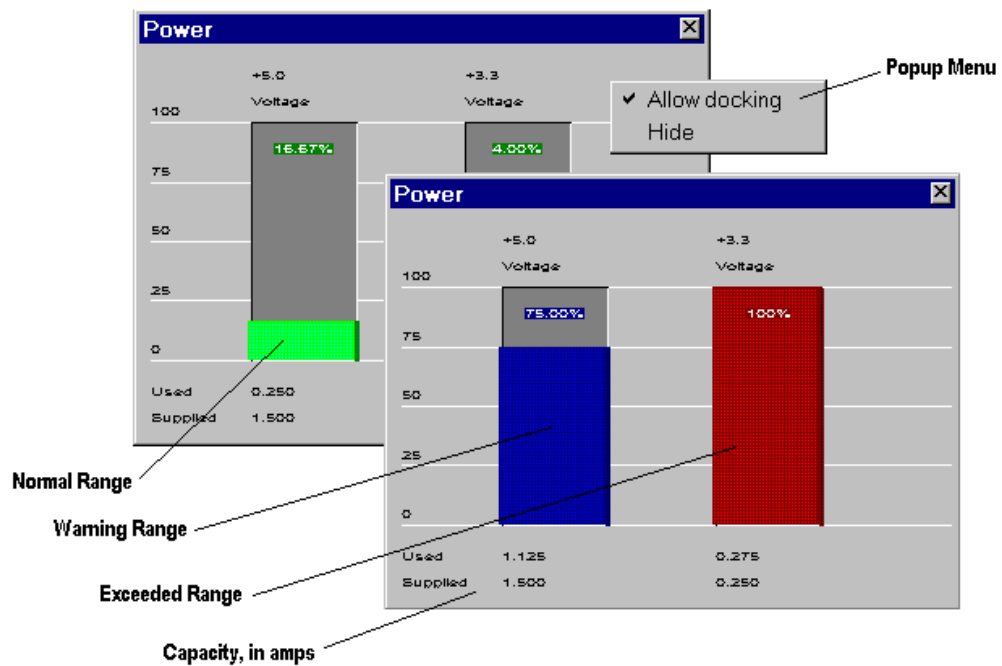 Power
+5.0 +3.3
Voltage Voltage
100
16.67% 4.00%
75
50
25
0
Used 0.250
Supplied 1.500
Popup Menu
✔ Allow docking
Hide
Power
+5.0 +3.3
Voltage Voltage
100
75.00% 100%
75
50
25
0
Used 1.125 0.275
Supplied 1.500 0.250
Normal Range
Warning Range
Exceeded Range
Capacity, in amps